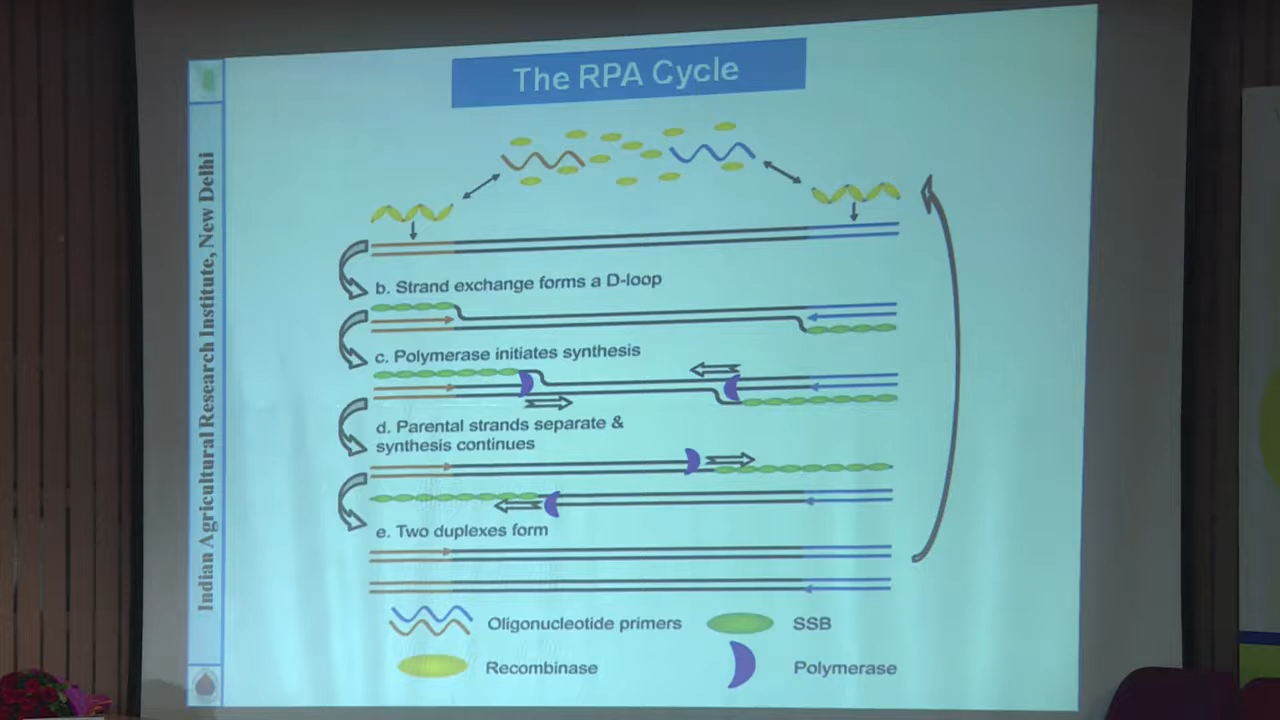 The RPA Cycle
Indian Agricultural Research Institute, New Delhi
b. Strand exchange forms a D-loop
c. Polymerase initiates synthesis
d. Parental strands separate &
synthesis continues
e. Two duplexes form
Oligonucleotide primers
SSB
Recombinase
Polymerase